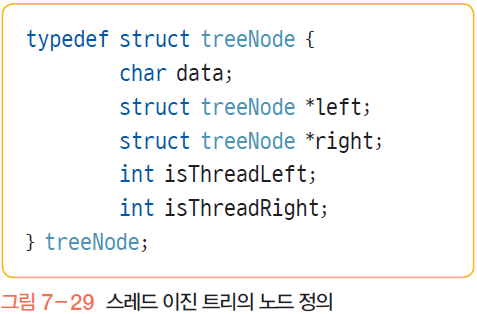 typedef struct treeNode {
char data;
struct treeNode *left;
struct treeNode *right;
int isThreadLeft;
int isThreadRight;
} treeNode;
그림 7-29 스레드 이진 트리의 노드 정의